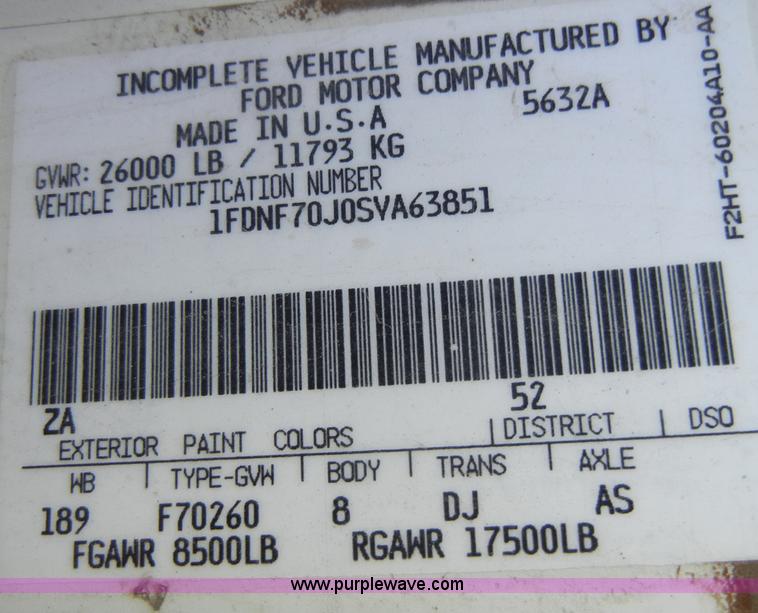 INCOMPLETE VEHICLE MANUFACTURED BY
FORD MOTOR COMPANY
5632A
MADE IN U.S.A
GVWR: 26000 LB / 11793 KG
VEHICLE IDENTIFICATION NUMBER
1FDNF70J0SVA63851
F2HT-60204A10-AA
ZA 52
EXTERIOR PAINT COLORS | DISTRICT | DSO
WB | TYPE-GVW | BODY | TRANS | AXLE
189 F70260 8 DJ AS
FGAWR 8500LB RGAWR 17500LB
www.purplewave.com